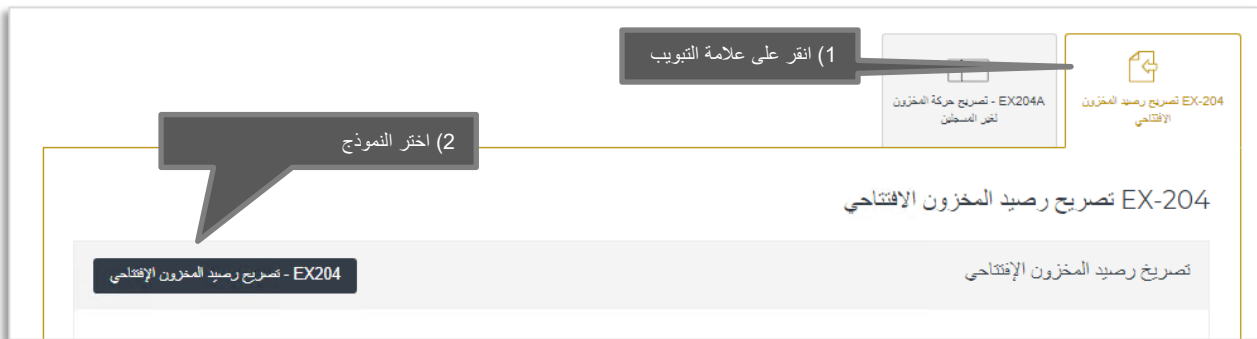 1) انقر على علامة التبويب
EX-204 تصريح رصيد المخزون
الافتتاحي
EX204A - تصريح حركة المخزون
لغير المسجلين
2) اختر النموذج
EX-204 تصريح رصيد المخزون الافتتاحي
تصريخ رصيد المخزون الإفتتاحي
EX204 - تصريح رصيد المخزون الإفتتاحي